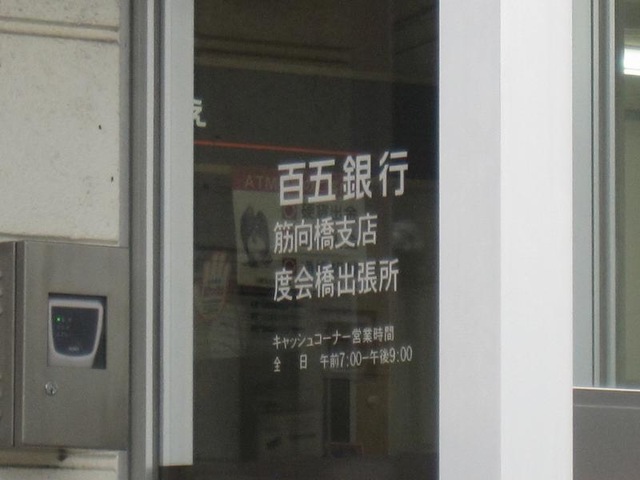 え
ATM
百五銀行
筋向橋支店
度会橋出張所
キャッシュコーナー営業時間
全 日 午前7:00−午後9:00